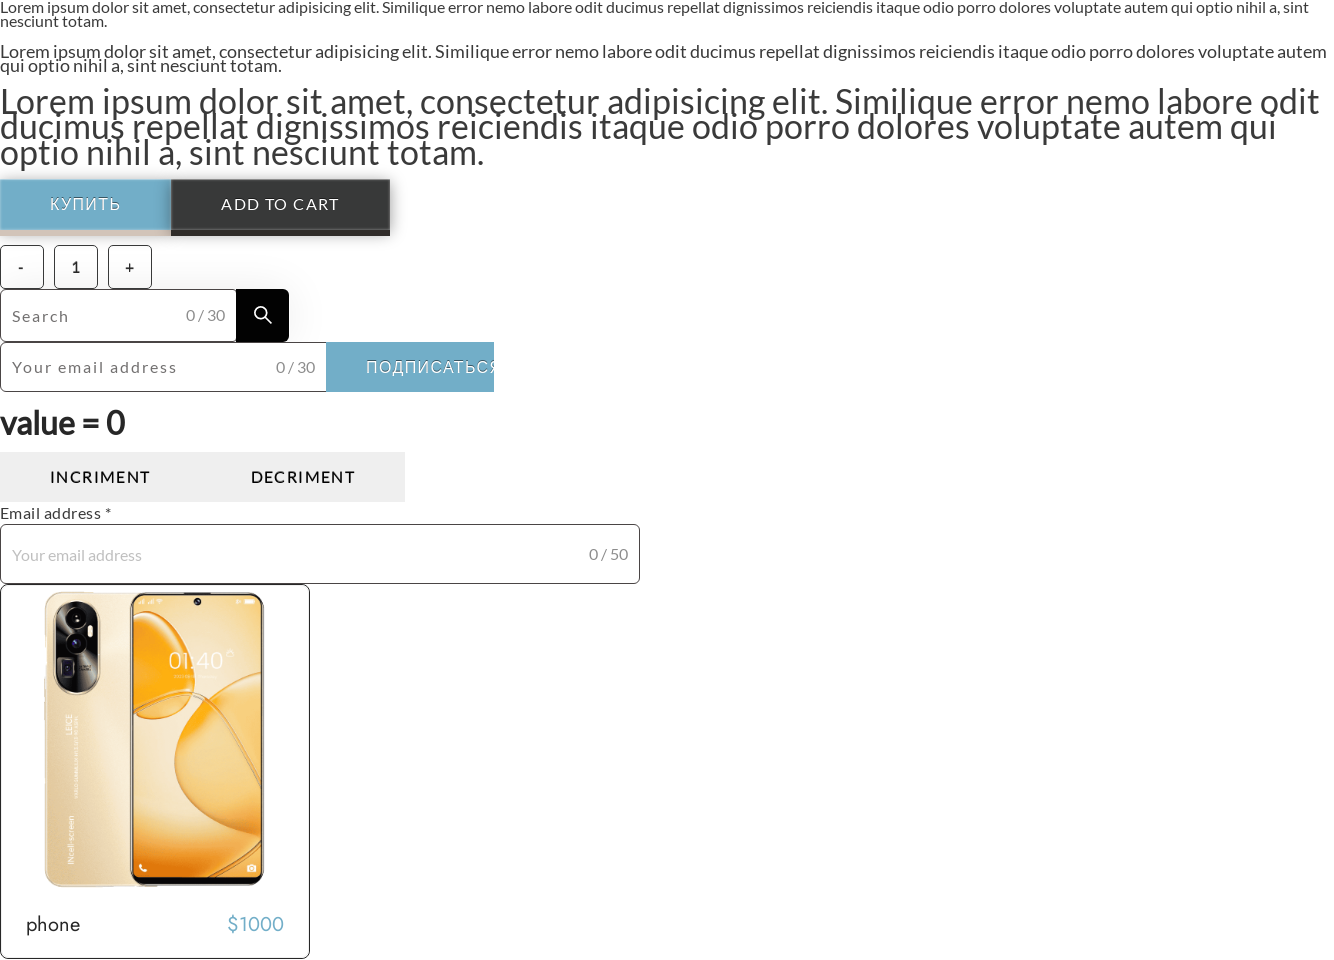 Lorem ipsum dolor sit amet, consectetur adipisicing elit. Similique error nemo labore odit ducimus repellat dignissimos reiciendis itaque odio porro dolores voluptate autem qui optio nihil a, sint
nesciunt totam.
Lorem ipsum dolor sit amet, consectetur adipisicing elit. Similique error nemo labore odit ducimus repellat dignissimos reiciendis itaque odio porro dolores voluptate autem
qui optio nihil a, sint nesciunt totam.
Lorem ipsum dolor sit amet, consectetur adipisicing elit. Similique error nemo labore odit
ducimus repellat dignissimos reiciendis itaque odio porro dolores voluptate autem qui
optio nihil a, sint nesciunt totam.
КУПИТЬ ADD TO CART
- 1 +
Search 0 / 30
Your email address 0 / 30 ПОДПИСАТЬСЯ
value = 0
INCRIMENT DECRIMENT
Email address *
Your email address 0 / 50
01:40
LEICE
INcell-screen
phone $1000